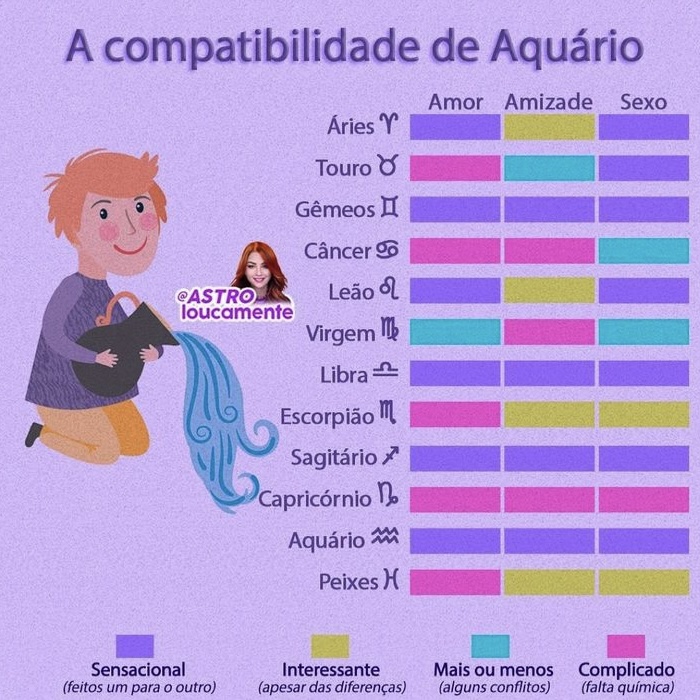 A compatibilidade de Aquário
Amor Amizade Sexo
Áries
Touro
Gêmeos
Câncer
@ASTRO
loucamente
Leão
Virgem
Libra
Escorpião
Sagitário
Capricórnio
Aquário
Peixes
Sensacional
(feitos um para o outro)
Interessante
(apesar das diferenças)
Mais ou menos
(alguns conflitos)
Complicado
(falta química)